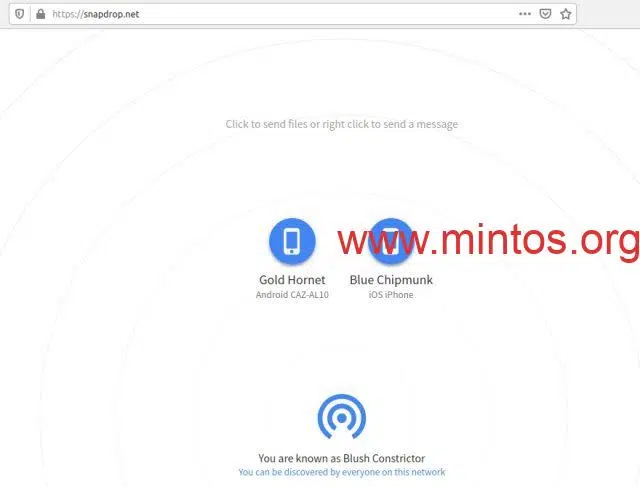 https://snapdrop.net
Click to send files or right click to send a message
www.mintos.org
Gold Hornet Blue Chipmunk
Android CAZ-AL10 iOS iPhone
You are known as Blush Constrictor
You can be discovered by everyone on this network